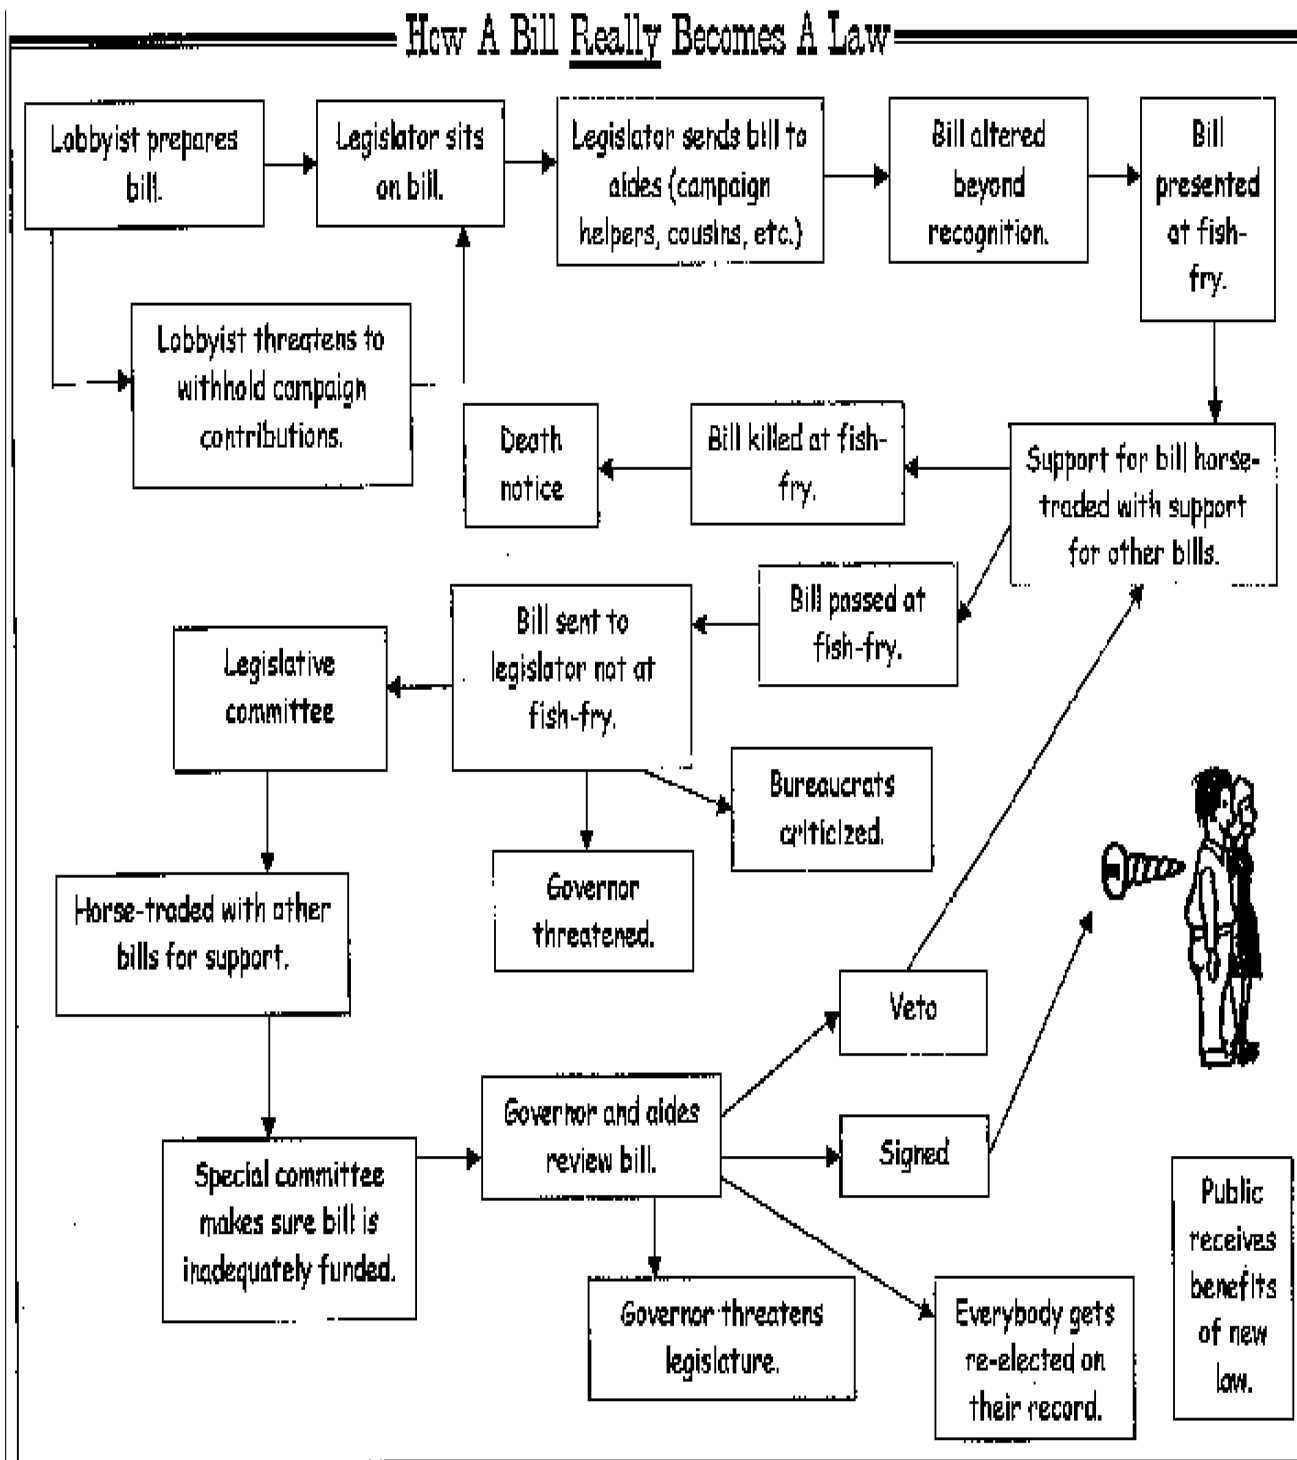 How A Bill Really Becomes A Law
Lobbyist prepares
bill.
Legislator sits
on bill.
Legislator sends bill to
aides (campaign
helpers, cousins, etc.)
Bill altered
beyond
recognition.
Bill
presented
at fish-
fry.
Lobbyist threatens to
withhold campaign
contributions.
Death
notice
Bill killed at fish-
fry.
Support for bill horse-
traded with support
for other bills.
Bill passed at
fish-fry.
Bill sent to
legislator not at
fish-fry.
Legislative
committee
Bureaucrats
criticized.
Governor
threatened.
Horse-traded with other
bills for support.
Veto
Governor and aides
review bill.
Signed
Special committee
makes sure bill is
inadequately funded.
Public
receives
benefits
of new
law.
Governor threatens
legislature.
Everybody gets
re-elected on
their record.